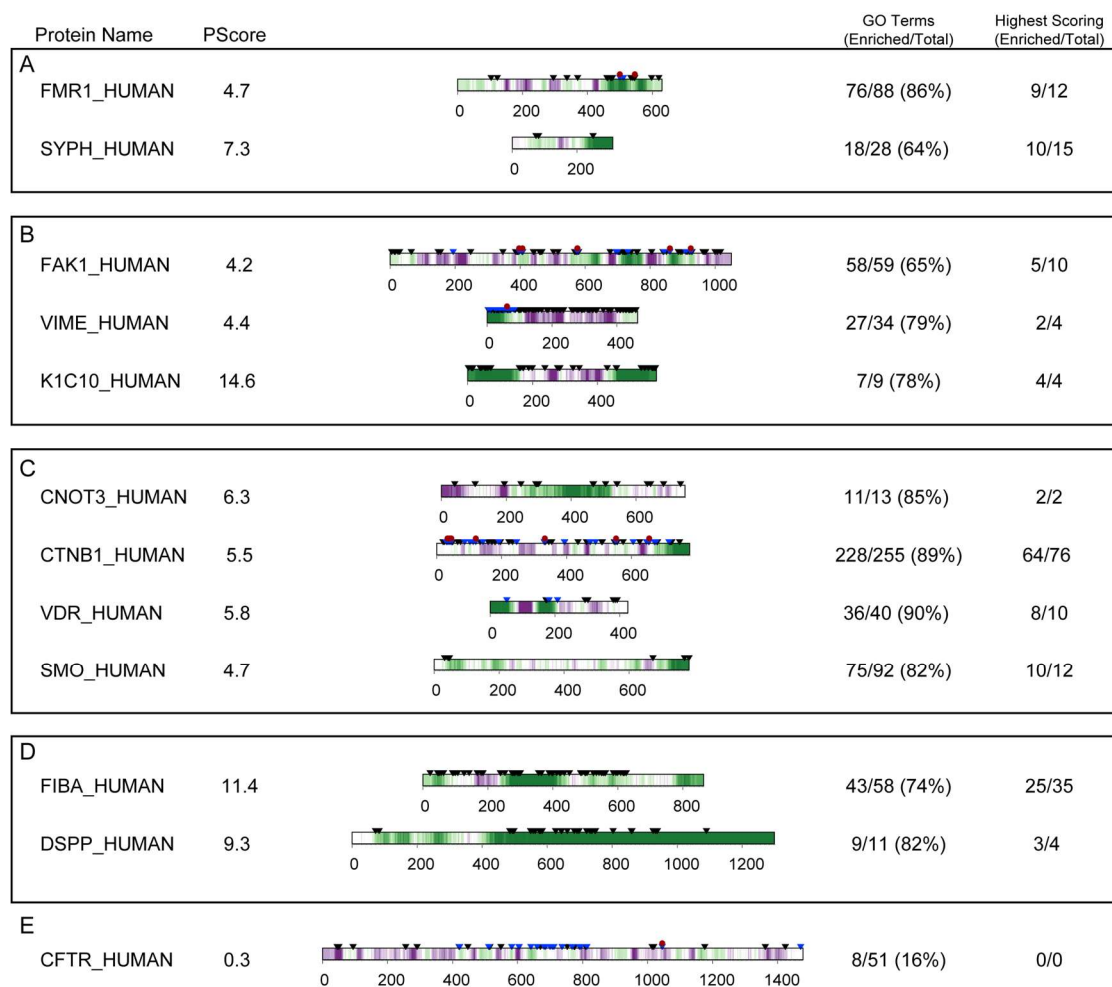 Protein Name PScore GO Terms (Enriched/Total) Highest Scoring (Enriched/Total)
A
FMR1_HUMAN 4.7 76/88 (86%) 9/12
0 200 400 600
SYPH_HUMAN 7.3 18/28 (64%) 10/15
0 200
B
FAK1_HUMAN 4.2 58/59 (65%) 5/10
0 200 400 600 800 1000
VIME_HUMAN 4.4 27/34 (79%) 2/4
0 200 400
K1C10_HUMAN 14.6 7/9 (78%) 4/4
0 200 400
C
CNOT3_HUMAN 6.3 11/13 (85%) 2/2
0 200 400 600
CTNB1_HUMAN 5.5 228/255 (89%) 64/76
0 200 400 600
VDR_HUMAN 5.8 36/40 (90%) 8/10
0 200 400
SMO_HUMAN 4.7 75/92 (82%) 10/12
0 200 400 600
D
FIBA_HUMAN 11.4 43/58 (74%) 25/35
0 200 400 600 800
DSPP_HUMAN 9.3 9/11 (82%) 3/4
0 200 400 600 800 1000 1200
E
CFTR_HUMAN 0.3 8/51 (16%) 0/0
0 200 400 600 800 1000 1200 1400